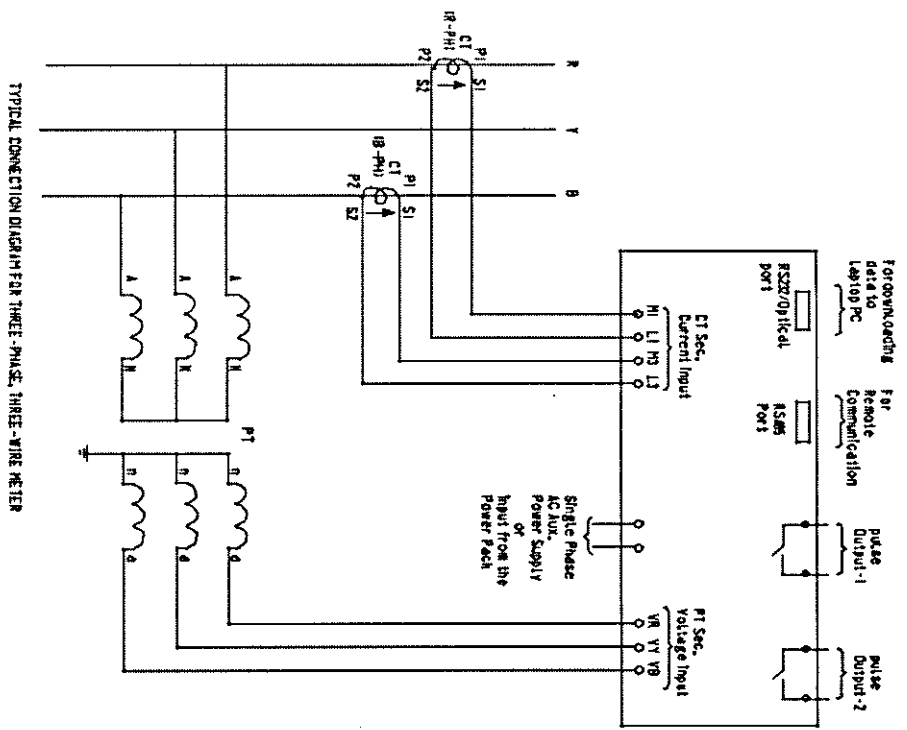 For downloading
data to
Laptop PC
RS232/Optical
port
For
Remote
Communication
RS485
Port
pulse
Output-1
pulse
Output-2
CT Sec.
Current Input
M1
L1
M3
L3
Single Phase
AC Aux.
Power Supply
or
Input from the
Power Pack
PT Sec.
Voltage Input
VR
VY
VB
R
Y
B
P1
CT
(R-PH)
P2
S1
S2
P1
CT
(B-PH)
P2
S1
S2
A
A
A
N
N
N
PT
n
n
n
a
a
a
TYPICAL CONNECTION DIAGRAM FOR THREE-PHASE, THREE-WIRE METER